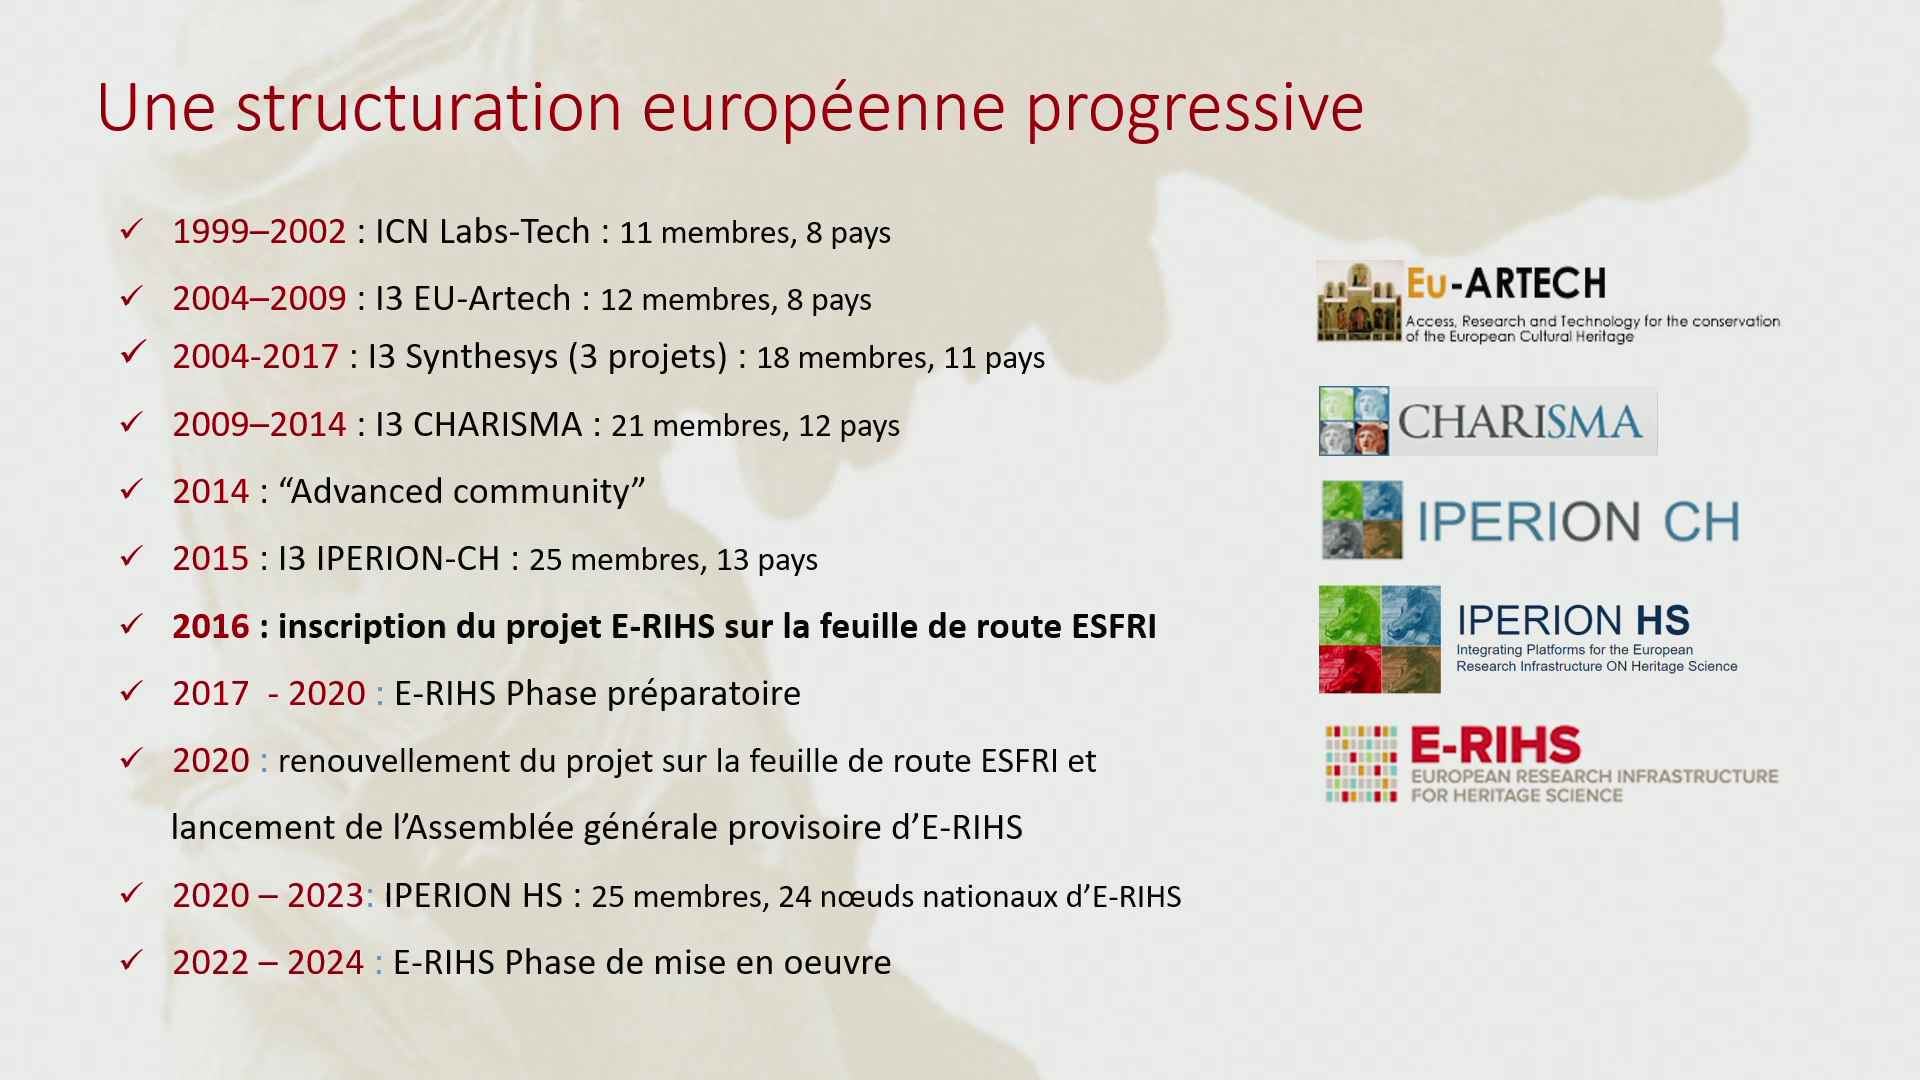 Une structuration européenne progressive
✓ 1999–2002 : ICN Labs-Tech : 11 membres, 8 pays
✓ 2004–2009 : I3 EU-Artech : 12 membres, 8 pays
✓ 2004-2017 : I3 Synthesys (3 projets) : 18 membres, 11 pays
✓ 2009–2014 : I3 CHARISMA : 21 membres, 12 pays
✓ 2014 : “Advanced community”
✓ 2015 : I3 IPERION-CH : 25 membres, 13 pays
✓ 2016 : inscription du projet E-RIHS sur la feuille de route ESFRI
✓ 2017 - 2020 : E-RIHS Phase préparatoire
✓ 2020 : renouvellement du projet sur la feuille de route ESFRI et
lancement de l’Assemblée générale provisoire d’E-RIHS
✓ 2020 – 2023: IPERION HS : 25 membres, 24 nœuds nationaux d’E-RIHS
✓ 2022 – 2024 : E-RIHS Phase de mise en oeuvre
Eu-ARTECH
Access, Research and Technology for the conservation
of the European Cultural Heritage
CHARISMA
IPERION CH
IPERION HS
Integrating Platforms for the European
Research Infrastructure ON Heritage Science
E-RIHS
EUROPEAN RESEARCH INFRASTRUCTURE
FOR HERITAGE SCIENCE